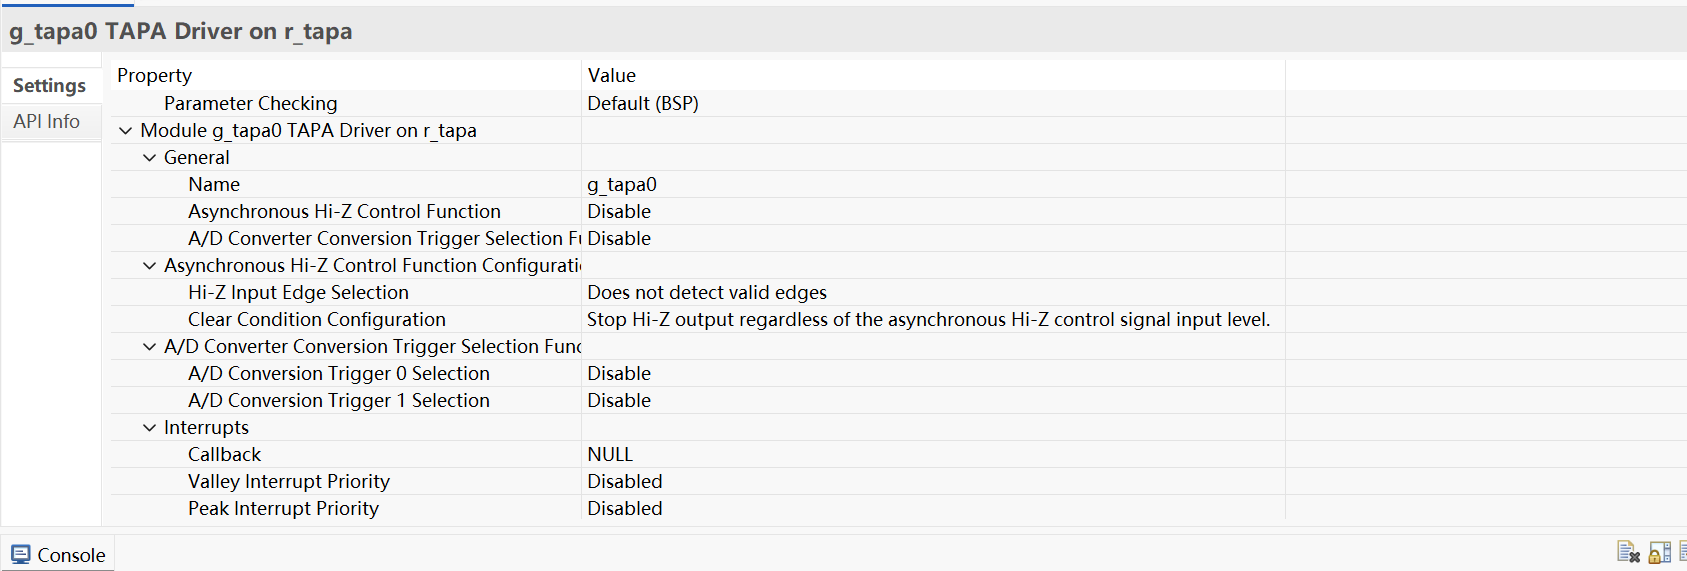 g_tapa0 TAPA Driver on r_tapa
Settings
API Info
Property Value
Parameter Checking Default (BSP)
Module g_tapa0 TAPA Driver on r_tapa
General
Name g_tapa0
Asynchronous Hi-Z Control Function Disable
A/D Converter Conversion Trigger Selection Fu Disable
Asynchronous Hi-Z Control Function Configurati
Hi-Z Input Edge Selection Does not detect valid edges
Clear Condition Configuration Stop Hi-Z output regardless of the asynchronous Hi-Z control signal input level.
A/D Converter Conversion Trigger Selection Func
A/D Conversion Trigger 0 Selection Disable
A/D Conversion Trigger 1 Selection Disable
Interrupts
Callback NULL
Valley Interrupt Priority Disabled
Peak Interrupt Priority Disabled
Console